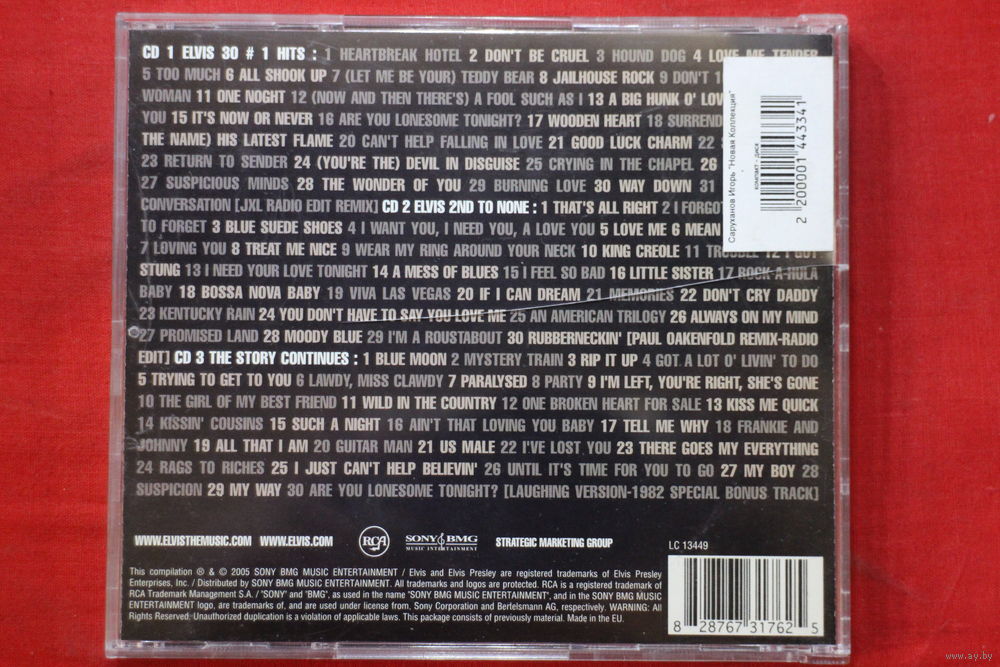 CD 1 ELVIS 30 # 1 HITS : 1 HEARTBREAK HOTEL 2 DON'T BE CRUEL 3 HOUND DOG 4 LOVE ME TENDER
5 TOO MUCH 6 ALL SHOOK UP 7 (LET ME BE YOUR) TEDDY BEAR 8 JAILHOUSE ROCK 9 DON'T 1
WOMAN 11 ONE NOGHT 12 (NOW AND THEN THERE'S) A FOOL SUCH AS I 13 A BIG HUNK O' LOV
YOU 15 IT'S NOW OR NEVER 16 ARE YOU LONESOME TONIGHT? 17 WOODEN HEART 18 SURREND
THE NAME) HIS LATEST FLAME 20 CAN'T HELP FALLING IN LOVE 21 GOOD LUCK CHARM 22
23 RETURN TO SENDER 24 (YOU'RE THE) DEVIL IN DISGUISE 25 CRYING IN THE CHAPEL 26
27 SUSPICIOUS MINDS 28 THE WONDER OF YOU 29 BURNING LOVE 30 WAY DOWN 31
CONVERSATION [JXL RADIO EDIT REMIX] CD 2 ELVIS 2ND TO NONE : 1 THAT'S ALL RIGHT 2 I FORGOT
TO FORGET 3 BLUE SUEDE SHOES 4 I WANT YOU, I NEED YOU, A LOVE YOU 5 LOVE ME 6 MEAN
7 LOVING YOU 8 TREAT ME NICE 9 WEAR MY RING AROUND YOUR NECK 10 KING CREOLE 11 TROUBLE 12 I GOT
STUNG 13 I NEED YOUR LOVE TONIGHT 14 A MESS OF BLUES 15 I FEEL SO BAD 16 LITTLE SISTER 17 ROCK-A-HULA
BABY 18 BOSSA NOVA BABY 19 VIVA LAS VEGAS 20 IF I CAN DREAM 21 MEMORIES 22 DON'T CRY DADDY
23 KENTUCKY RAIN 24 YOU DON'T HAVE TO SAY YOU LOVE ME 25 AN AMERICAN TRILOGY 26 ALWAYS ON MY MIND
27 PROMISED LAND 28 MOODY BLUE 29 I'M A ROUSTABOUT 30 RUBBERNECKIN' [PAUL OAKENFOLD REMIX-RADIO
EDIT] CD 3 THE STORY CONTINUES : 1 BLUE MOON 2 MYSTERY TRAIN 3 RIP IT UP 4 GOT A LOT O' LIVIN' TO DO
5 TRYING TO GET TO YOU 6 LAWDY, MISS CLAWDY 7 PARALYSED 8 PARTY 9 I'M LEFT, YOU'RE RIGHT, SHE'S GONE
10 THE GIRL OF MY BEST FRIEND 11 WILD IN THE COUNTRY 12 ONE BROKEN HEART FOR SALE 13 KISS ME QUICK
14 KISSIN' COUSINS 15 SUCH A NIGHT 16 AIN'T THAT LOVING YOU BABY 17 TELL ME WHY 18 FRANKIE AND
JOHNNY 19 ALL THAT I AM 20 GUITAR MAN 21 US MALE 22 I'VE LOST YOU 23 THERE GOES MY EVERYTHING
24 RAGS TO RICHES 25 I JUST CAN'T HELP BELIEVIN' 26 UNTIL IT'S TIME FOR YOU TO GO 27 MY BOY 28
SUSPICION 29 MY WAY 30 ARE YOU LONESOME TONIGHT? [LAUGHING VERSION-1982 SPECIAL BONUS TRACK]
Саруханов Игорь "Новая Коллекция"
КОМПАКТ - ДИСК
2 200001 443341
WWW.ELVISTHEMUSIC.COM WWW.ELVIS.COM RCA SONY BMG MUSIC ENTERTAINMENT STRATEGIC MARKETING GROUP LC 13449
This compilation ℗ & © 2005 SONY BMG MUSIC ENTERTAINMENT / Elvis and Elvis Presley are registered trademarks of Elvis Presley
Enterprises, Inc. / Distributed by SONY BMG MUSIC ENTERTAINMENT. All trademarks and logos are protected. RCA is a registered trademark of
RCA Trademark Management S.A. / "SONY" and "BMG", as used in the name "SONY BMG MUSIC ENTERTAINMENT", and in the SONY BMG MUSIC
ENTERTAINMENT logo, are trademarks of, and are used under license from, Sony Corporation and Bertelsmann AG, respectively. WARNING: All
Rights Reserved. Unauthorized duplication is a violation of applicable laws. This package consists of previously material. Made in the EU.
8 28767 31762 5
www.ay.by